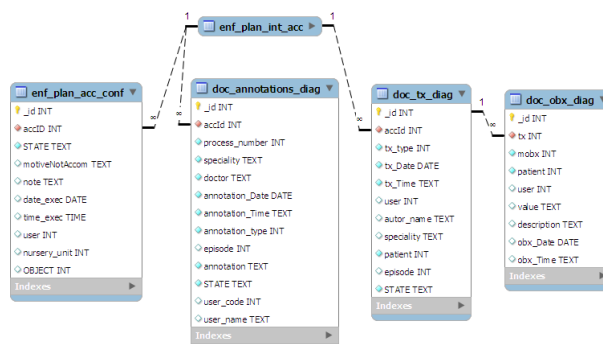 1
enf_plan_int_acc
1
∞
∞
∞
enf_plan_acc_conf
_id INT
accID INT
STATE TEXT
motiveNotAccom TEXT
note TEXT
date_exec DATE
time_exec TIME
user INT
nursery_unit INT
OBJECT INT
Indexes
doc_annotations_diag
_id INT
accId INT
process_number INT
speciality TEXT
doctor TEXT
annotation_Date DATE
annotation_Time TEXT
annotation_type INT
episode INT
annotation TEXT
STATE TEXT
user_code INT
user_name TEXT
Indexes
doc_tx_diag
_id INT
accId INT
tx_type INT
tx_Date DATE
tx_Time TEXT
user INT
autor_name TEXT
speciality TEXT
patient INT
episode INT
STATE TEXT
Indexes
1
∞
doc_obx_diag
_id INT
tx INT
mobx INT
patient INT
user INT
value TEXT
description TEXT
obx_Date DATE
obx_Time TEXT
Indexes